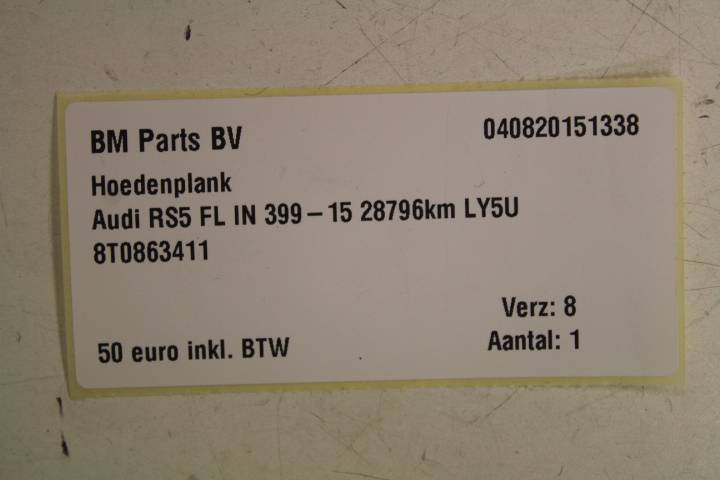 BM Parts BV 040820151338
Hoedenplank
Audi RS5 FL IN 399-15 28796km LY5U
8T0863411
Verz: 8
50 euro inkl. BTW Aantal: 1